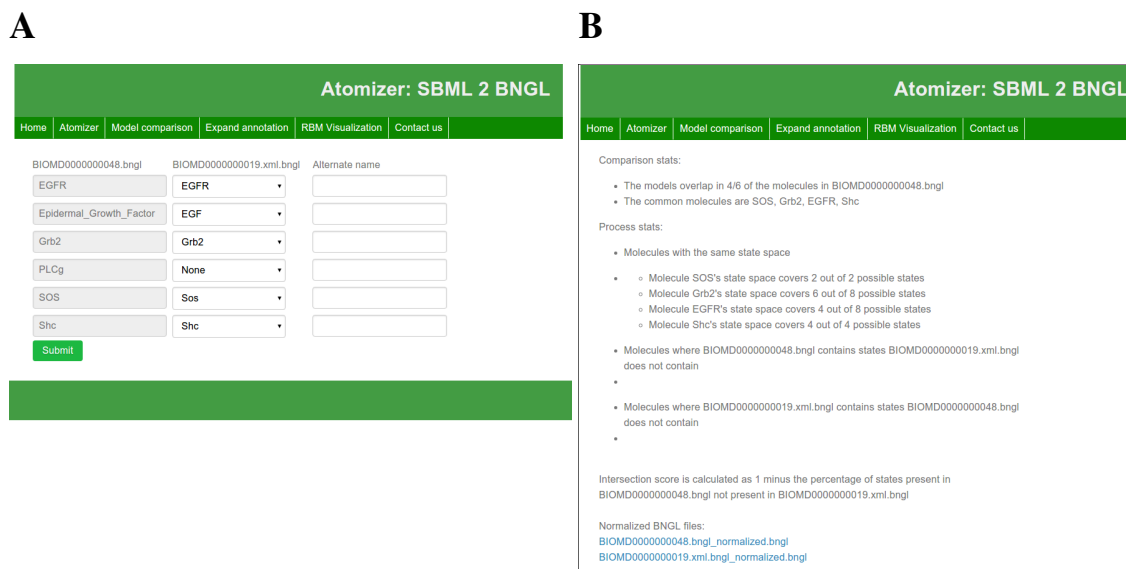 A
Atomizer: SBML 2 BNGL
Home Atomizer Model comparison Expand annotation RBM Visualization Contact us
BIOMD0000000048.bngl BIOMD0000000019.xml.bngl Alternate name
EGFR EGFR
Epidermal_Growth_Factor EGF
Grb2 Grb2
PLCg None
SOS Sos
Shc Shc
Submit
B
Atomizer: SBML 2 BNGL
Home Atomizer Model comparison Expand annotation RBM Visualization Contact us
Comparison stats:
• The models overlap in 4/6 of the molecules in BIOMD0000000048.bngl
• The common molecules are SOS, Grb2, EGFR, Shc
Process stats:
• Molecules with the same state space
• ◦ Molecule SOS's state space covers 2 out of 2 possible states
◦ Molecule Grb2's state space covers 6 out of 8 possible states
◦ Molecule EGFR's state space covers 4 out of 8 possible states
◦ Molecule Shc's state space covers 4 out of 4 possible states
• Molecules where BIOMD0000000048.bngl contains states BIOMD0000000019.xml.bngl
does not contain
•
• Molecules where BIOMD0000000019.xml.bngl contains states BIOMD0000000048.bngl
does not contain
•
Intersection score is calculated as 1 minus the percentage of states present in
BIOMD0000000048.bngl not present in BIOMD0000000019.xml.bngl
Normalized BNGL files:
BIOMD0000000048.bngl_normalized.bngl
BIOMD0000000019.xml.bngl_normalized.bngl